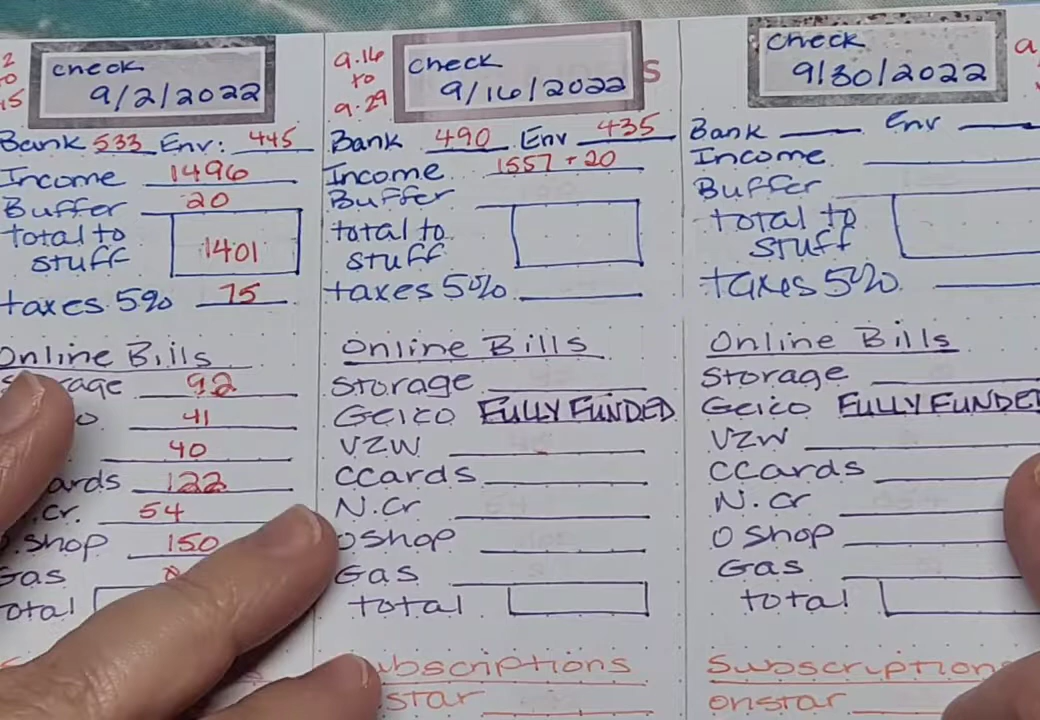 check
9/2/2022
Bank 533 Env: 445
Income 1496
Buffer 20
Total to
stuff 1401
taxes 5% 75
Online Bills
92
41
40
122
54
shop 150
Gas
9.16
to
9.29
check
9/16/2022
Bank 490 Env 435
Income 1557 + 20
Buffer
total to
stuff
taxes 5%
Online Bills
Storage
Geico FULLY FUNDED
VZW
CCards
N.Cr
O Shop
Gas
total
star
check
9/30/2022
Bank Env
Income
Buffer
total to
stuff
taxes 5%
Online Bills
Storage
Geico FULLY FUNDED
VZW
CCards
N.Cr
O Shop
Gas
total
Subscription
onstar